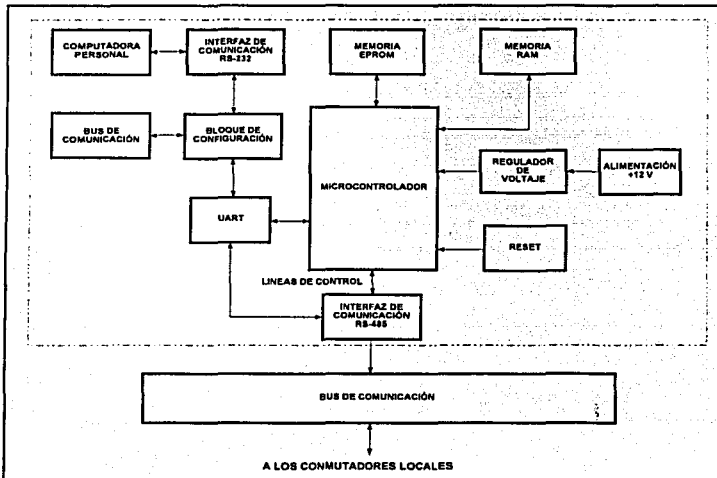 COMPUTADORA
PERSONAL
INTERFAZ DE
COMUNICACIÓN
RS-232
MEMORIA
EPROM
MEMORIA
RAM
BUS DE
COMUNICACIÓN
BLOQUE DE
CONFIGURACIÓN
MICROCONTROLADOR
REGULADOR
DE
VOLTAJE
ALIMENTACIÓN
+12 V
UART
RESET
LINEAS DE CONTROL
INTERFAZ DE
COMUNICACIÓN
RS-485
BUS DE COMUNICACIÓN
A LOS CONMUTADORES LOCALES